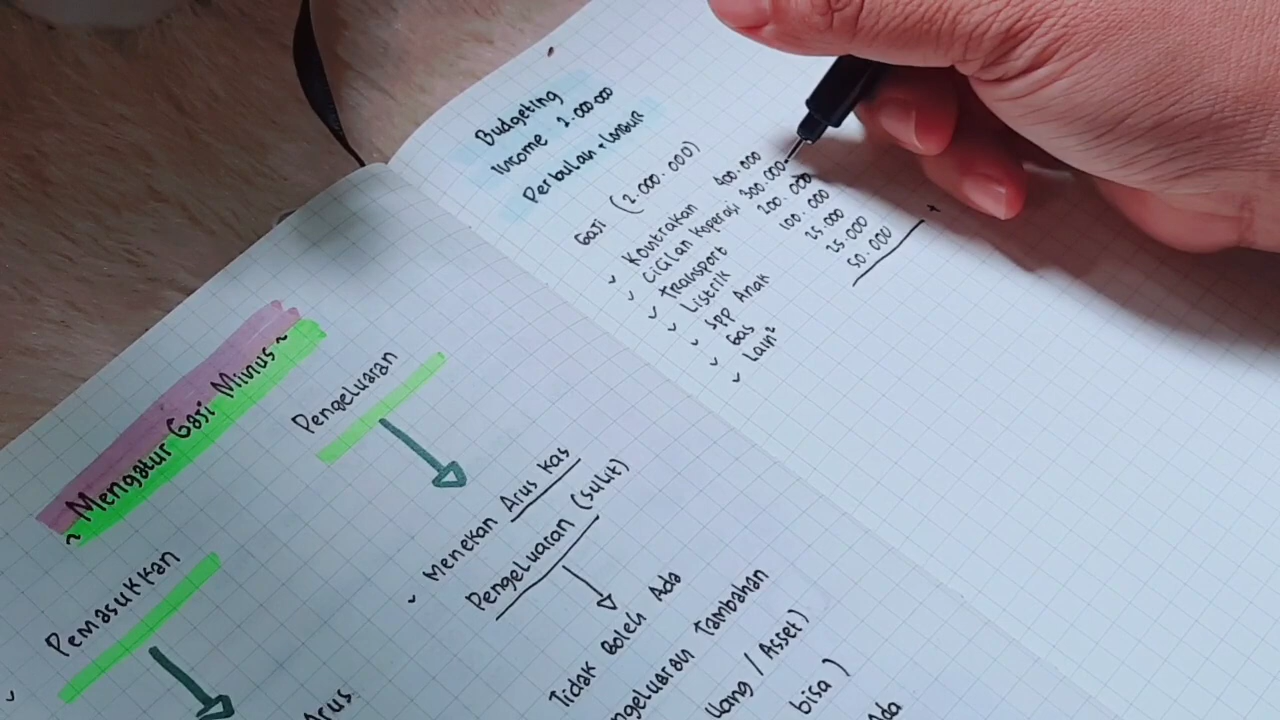 ~ Mengatur Gaji Minus ~
Pemasukkan
Arus
Pengeluaran
Menekan Arus Kas
Pengeluaran (sulit)
Tidak Boleh Ada
Tambahan
Uang / Asset)
bisa)
Ada
Budgeting
Income 2.000.000
Perbulan + Lembur
Gaji (2.000.000)
✓ Kontrakan 400.000
✓ Cicilan Koperasi 300.000
✓ Transport 200.000
✓ Listrik 100.000
✓ SPP Anak 25.000
✓ Gas 25.000
✓ Lain² 50.000
+